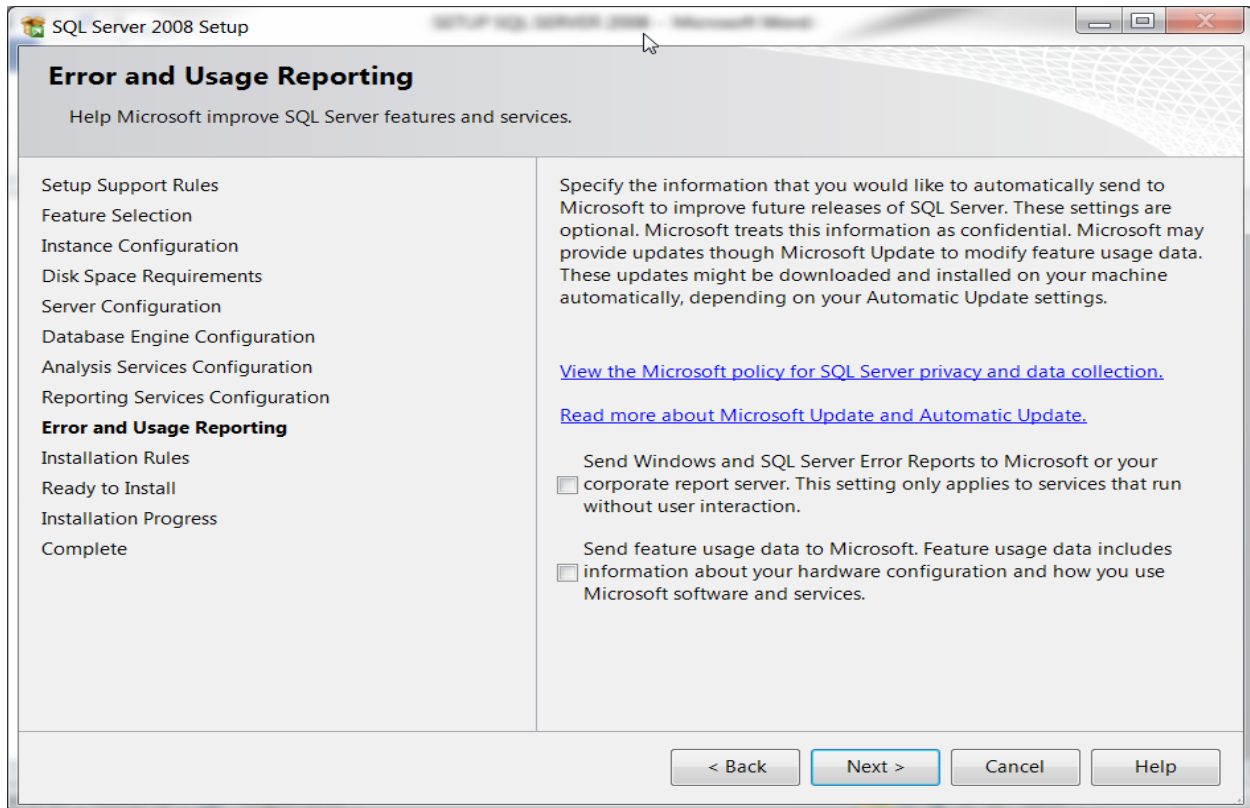 SQL Server 2008 Setup
SETUP SQL SERVER 2008 - Microsoft Word
Error and Usage Reporting
Help Microsoft improve SQL Server features and services.
Setup Support Rules
Feature Selection
Instance Configuration
Disk Space Requirements
Server Configuration
Database Engine Configuration
Analysis Services Configuration
Reporting Services Configuration
Error and Usage Reporting
Installation Rules
Ready to Install
Installation Progress
Complete
Specify the information that you would like to automatically send to
Microsoft to improve future releases of SQL Server. These settings are
optional. Microsoft treats this information as confidential. Microsoft may
provide updates though Microsoft Update to modify feature usage data.
These updates might be downloaded and installed on your machine
automatically, depending on your Automatic Update settings.
View the Microsoft policy for SQL Server privacy and data collection.
Read more about Microsoft Update and Automatic Update.
Send Windows and SQL Server Error Reports to Microsoft or your
corporate report server. This setting only applies to services that run
without user interaction.
Send feature usage data to Microsoft. Feature usage data includes
information about your hardware configuration and how you use
Microsoft software and services.
< Back
Next >
Cancel
Help